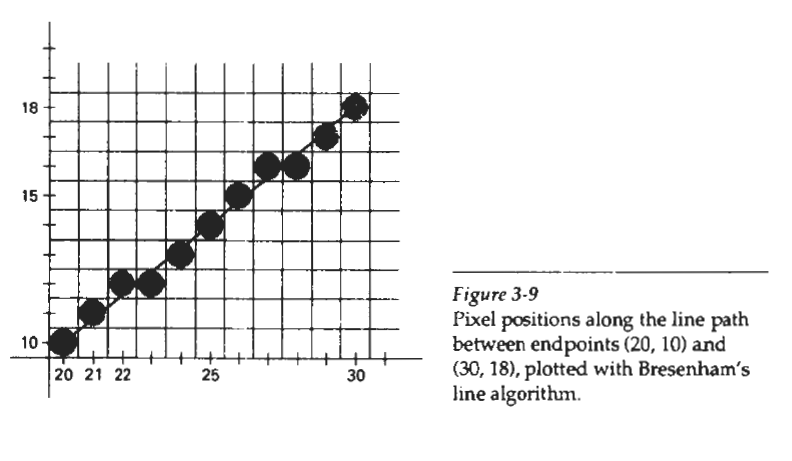 18
15
10
20 21 22 25 30
Figure 3-9
Pixel positions along the line path
between endpoints (20, 10) and
(30, 18), plotted with Bresenham's
line algorithm.